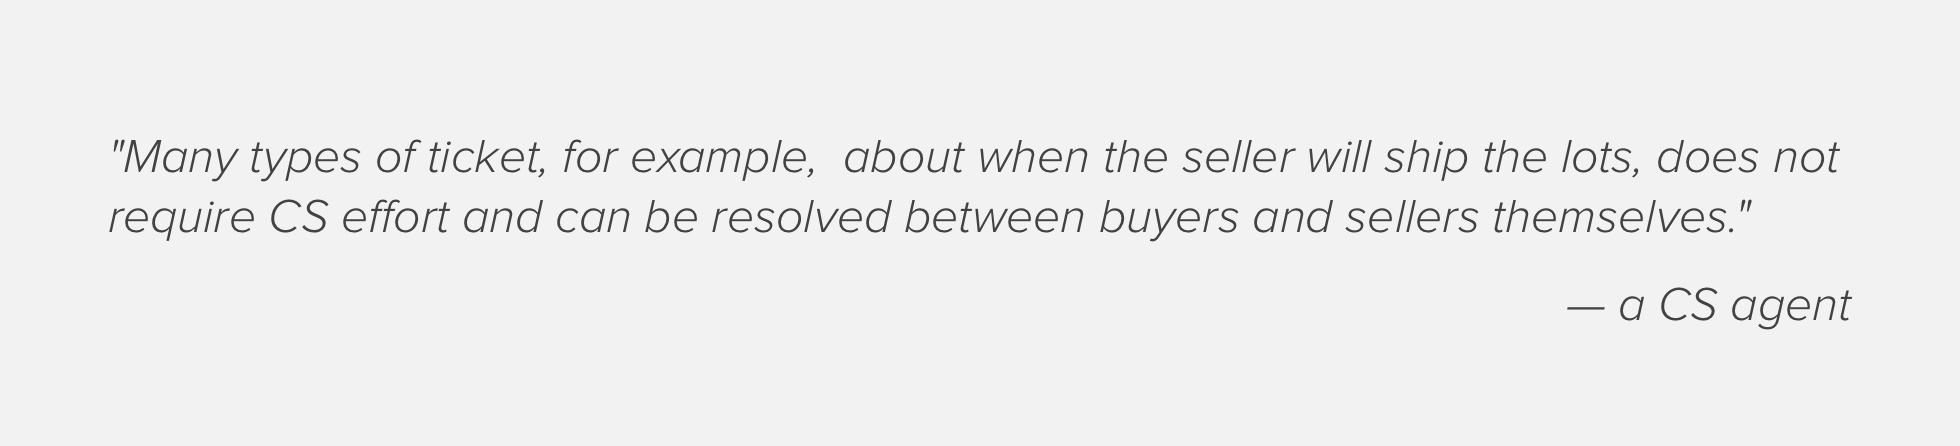 "Many types of ticket, for example,  about when the seller will ship the lots, does not
require CS effort and can be resolved between buyers and sellers themselves."
— a CS agent